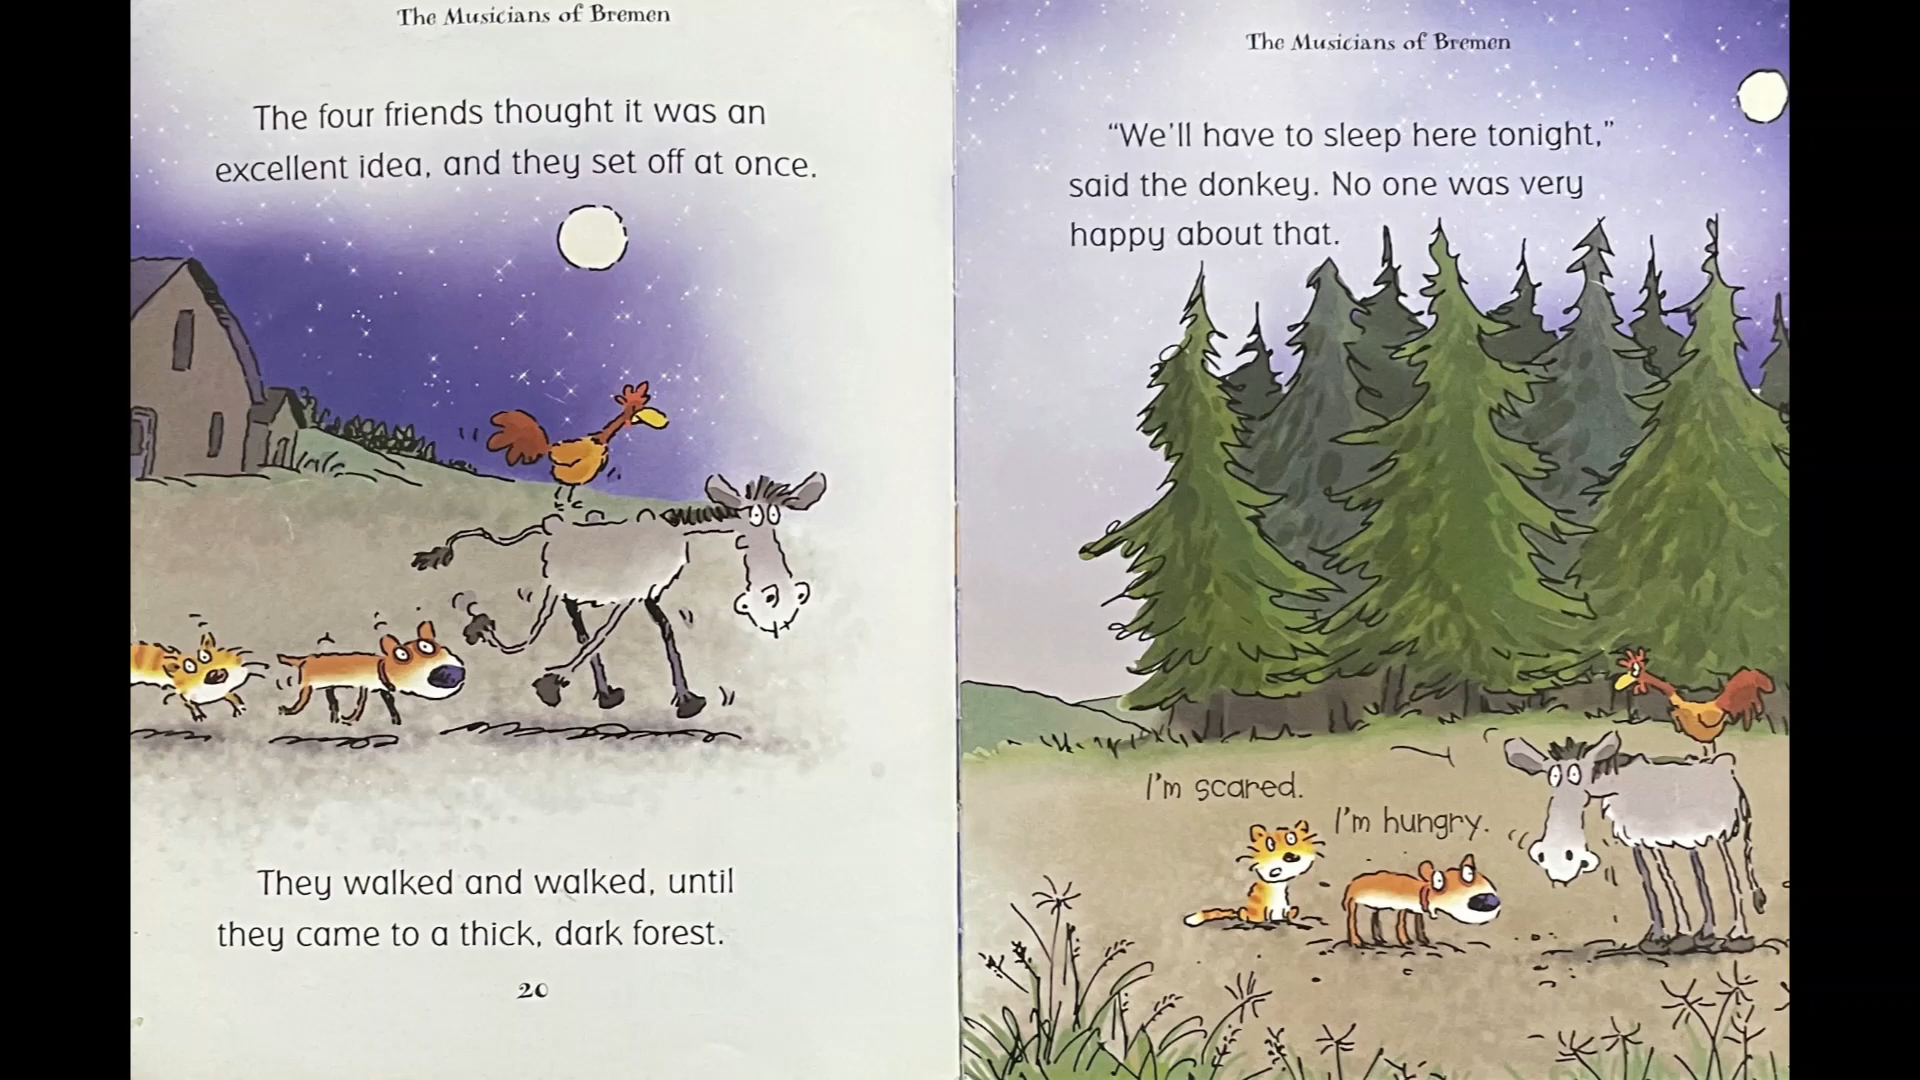 The Musicians of Bremen
The four friends thought it was an
excellent idea, and they set off at once.
They walked and walked, until
they came to a thick, dark forest.
20
The Musicians of Bremen
“We’ll have to sleep here tonight,”
said the donkey. No one was very
happy about that.
I’m scared.
I’m hungry.